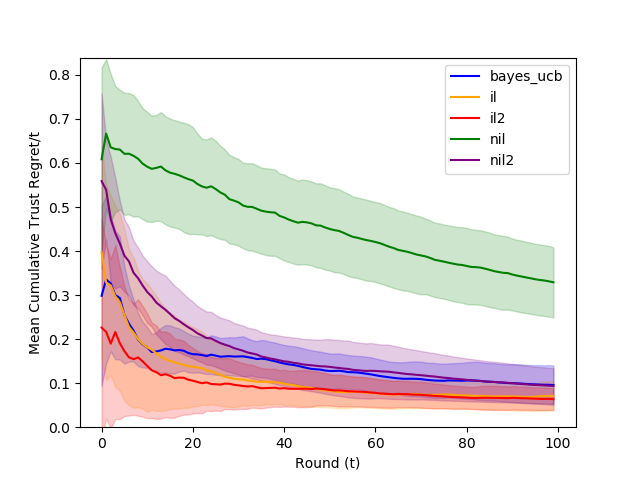 Mean Cumulative Trust Regret/t
0.8
0.7
0.6
0.5
0.4
0.3
0.2
0.1
0.0
bayes_ucb
il
il2
nil
nil2
0 20 40 60 80 100
Round (t)